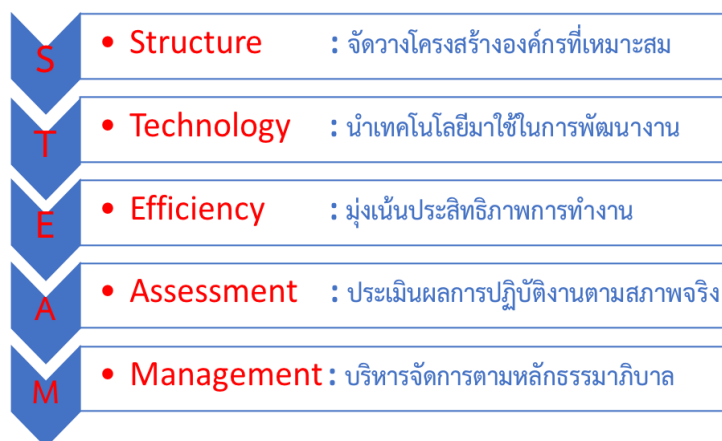 S • Structure : จัดวางโครงสร้างองค์กรที่เหมาะสม
T • Technology : นำเทคโนโลยีมาใช้ในการพัฒนางาน
E • Efficiency : มุ่งเน้นประสิทธิภาพการทำงาน
A • Assessment : ประเมินผลการปฏิบัติงานตามสภาพจริง
M • Management : บริหารจัดการตามหลักธรรมาภิบาล